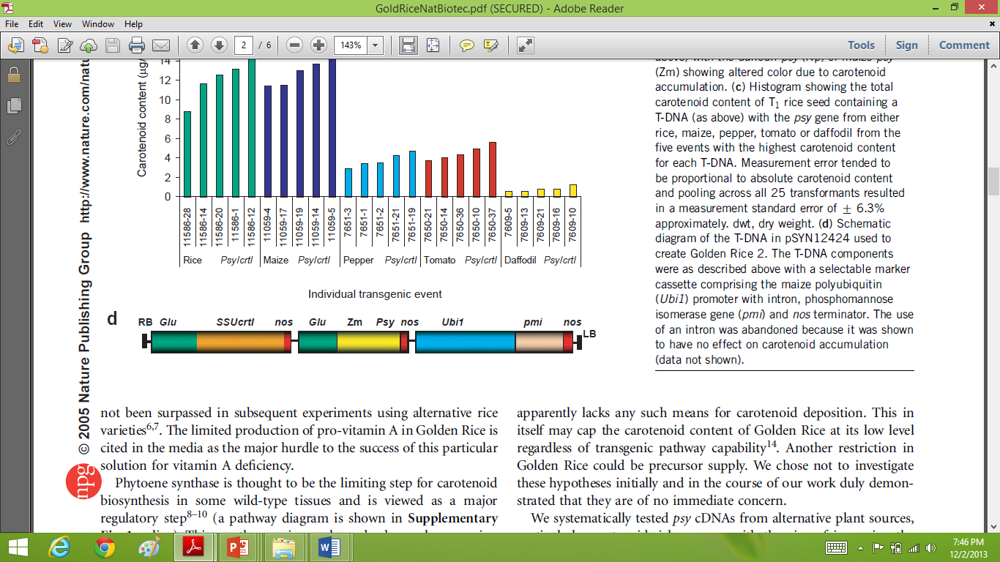 GoldRiceNatBiotec.pdf (SECURED) - Adobe Reader
File Edit View Window Help
2 / 6 143% Tools Sign Comment
© 2005 Nature Publishing Group http://www.nature.com/natu
npg
Carotenoid content (µg/
14
12
10
8
6
4
2
0
11586-28 11586-14 11586-20 11586-1 11586-12 11059-4 11059-17 11059-19 11059-14 11059-5 7651-3 7651-1 7651-2 7651-21 7651-19 7650-21 7650-14 7650-36 7650-10 7650-37 7609-5 7609-13 7609-21 7609-16 7609-10
Rice Psy/crtI Maize Psy/crtI Pepper Psy/crtI Tomato Psy/crtI Daffodil Psy/crtI
Individual transgenic event
d
RB Glu SSUcrtI nos Glu Zm Psy nos Ubi1 pmi nos LB
above) with the daffodil psy (Np) or maize psy
(Zm) showing altered color due to carotenoid
accumulation. (c) Histogram showing the total
carotenoid content of T1 rice seed containing a
T-DNA (as above) with the psy gene from either
rice, maize, pepper, tomato or daffodil from the
five events with the highest carotenoid content
for each T-DNA. Measurement error tended to
be proportional to absolute carotenoid content
and pooling across all 25 transformants resulted
in a measurement standard error of ± 6.3%
approximately. dwt, dry weight. (d) Schematic
diagram of the T-DNA in pSYN12424 used to
create Golden Rice 2. The T-DNA components
were as described above with a selectable marker
cassette comprising the maize polyubiquitin
(Ubi1) promoter with intron, phosphomannose
isomerase gene (pmi) and nos terminator. The use
of an intron was abandoned because it was shown
to have no effect on carotenoid accumulation
(data not shown).
not been surpassed in subsequent experiments using alternative rice
varieties6,7. The limited production of pro-vitamin A in Golden Rice is
cited in the media as the major hurdle to the success of this particular
solution for vitamin A deficiency.
Phytoene synthase is thought to be the limiting step for carotenoid
biosynthesis in some wild-type tissues and is viewed as a major
regulatory step8–10 (a pathway diagram is shown in Supplementary
apparently lacks any such means for carotenoid deposition. This in
itself may cap the carotenoid content of Golden Rice at its low level
regardless of transgenic pathway capability14. Another restriction in
Golden Rice could be precursor supply. We chose not to investigate
these hypotheses initially and in the course of our work duly demon-
strated that they are of no immediate concern.
We systematically tested psy cDNAs from alternative plant sources,
7:46 PM
12/2/2013